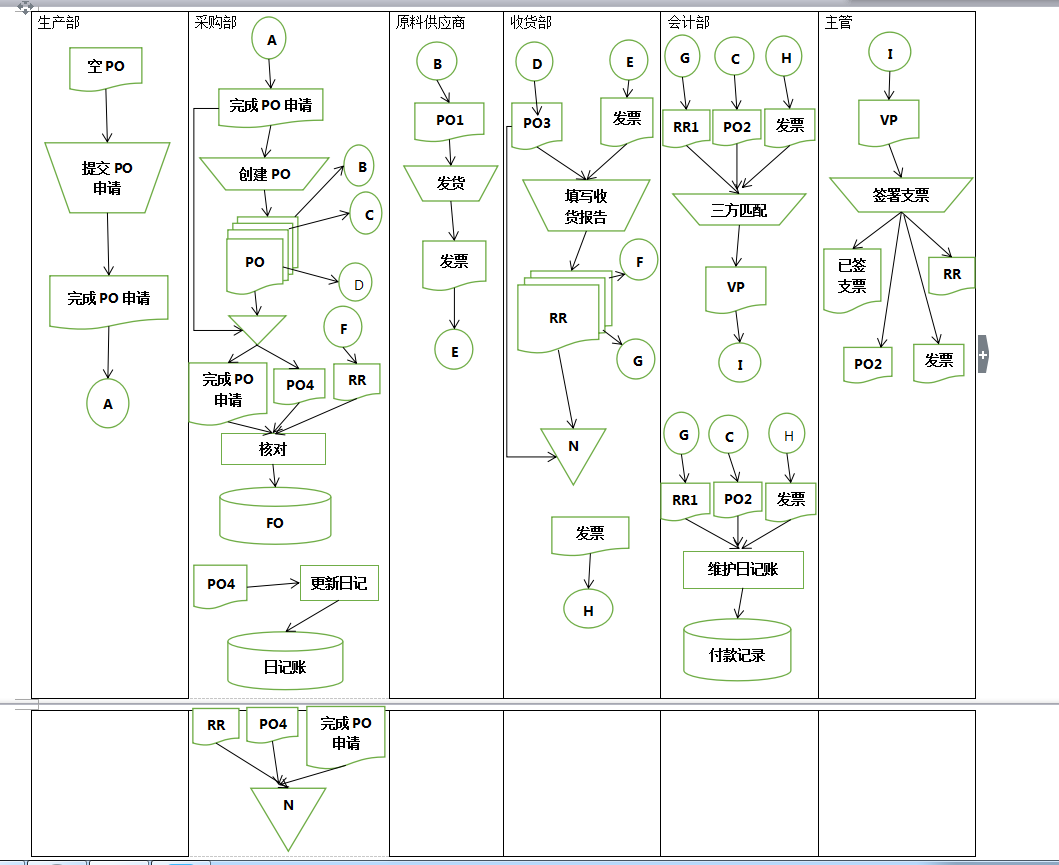 生产部
空 PO
提交 PO
申请
完成 PO 申请
A
采购部
A
完成 PO 申请
创建 PO
B
C
PO
D
F
完成 PO
申请
PO4
RR
核对
FO
PO4
更新日记
日记账
RR
PO4
完成 PO
申请
N
原料供应商
B
PO1
发货
发票
E
收货部
D
E
PO3
发票
填写收
货报告
F
RR
G
N
发票
H
会计部
G
C
H
RR1
PO2
发票
三方匹配
VP
I
G
C
H
RR1
PO2
发票
维护日记账
付款记录
主管
I
VP
签署支票
已签
支票
RR
PO2
发票